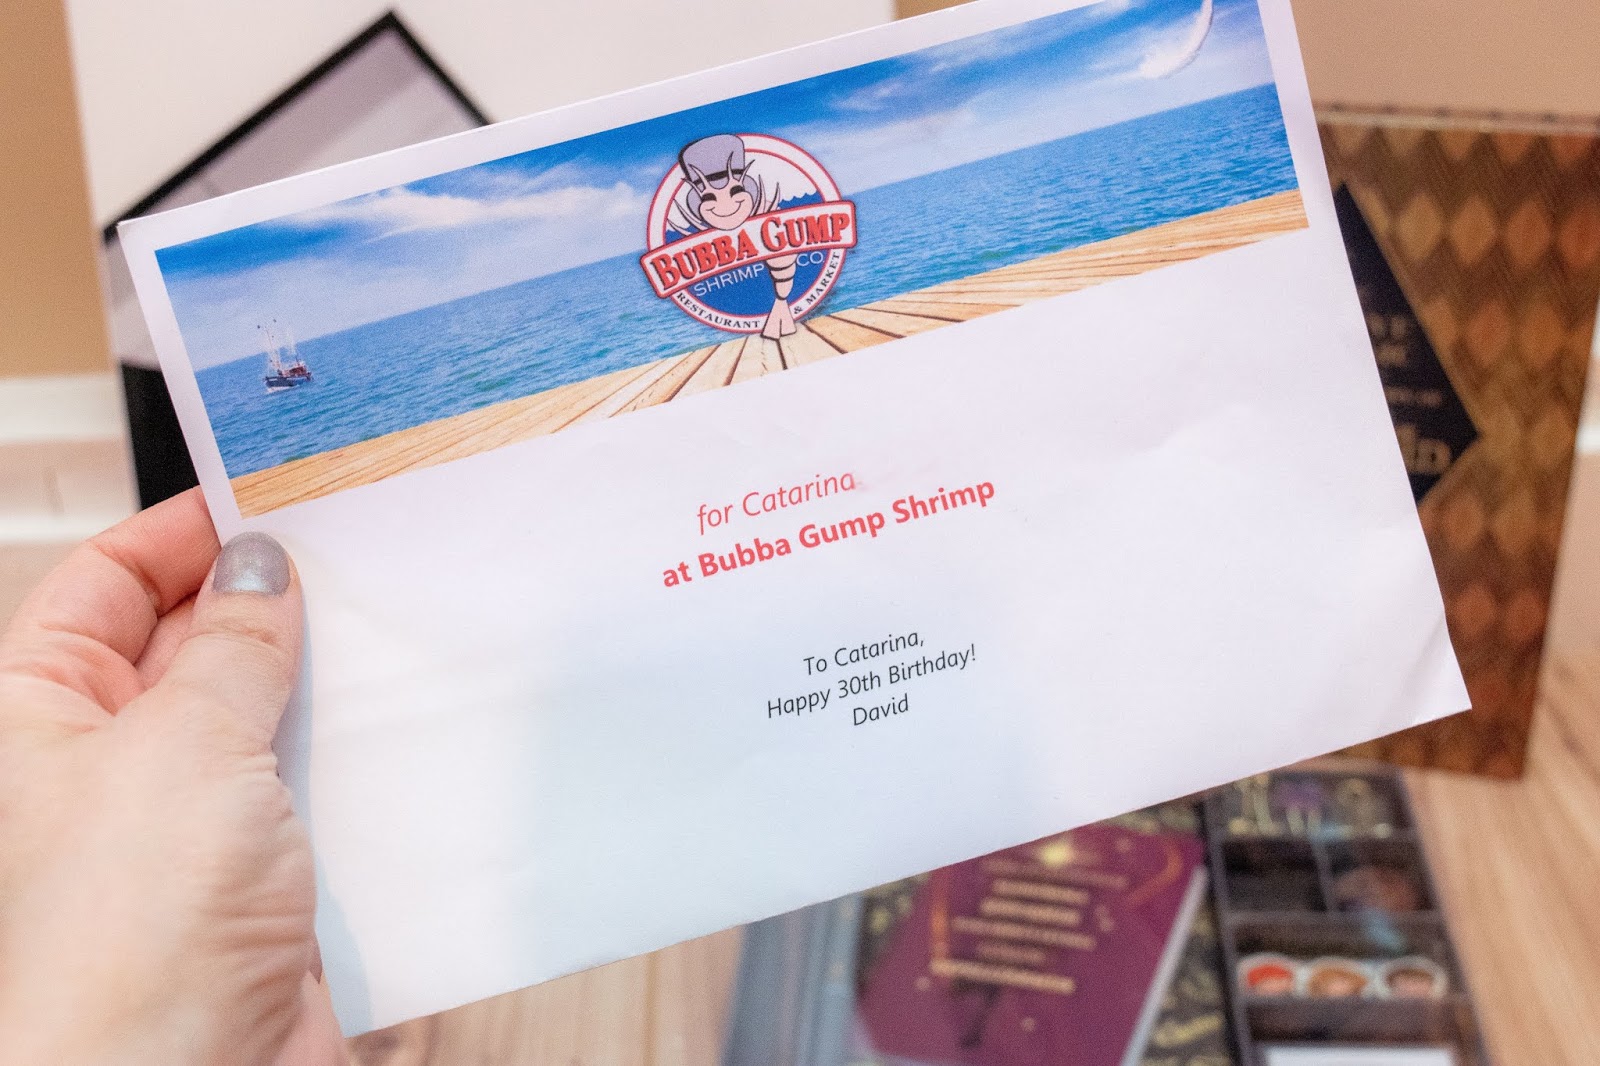 BUBBA GUMP
SHRIMP CO
RESTAURANT & MARKET
for Catarina
at Bubba Gump Shrimp
To Catarina,
Happy 30th Birthday!
David